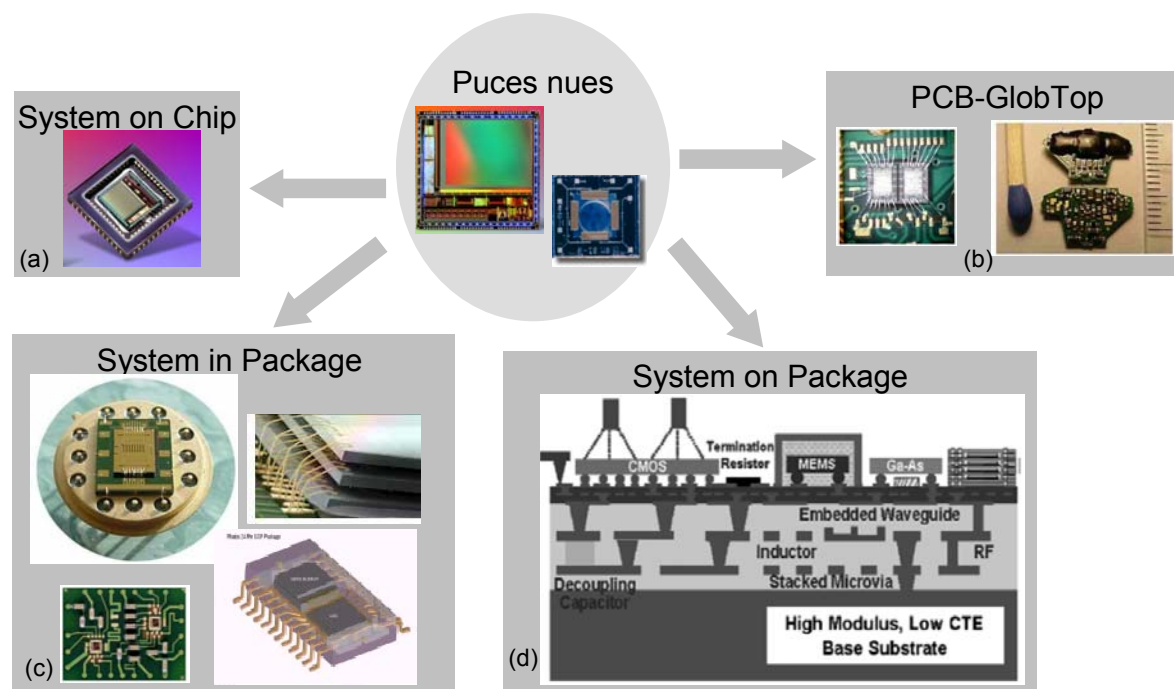 Puces nues
System on Chip
(a)
PCB-GlobTop
(b)
System in Package
(c)
System on Package
CMOS
Termination
Resistor
MEMS
Ga-As
Embedded Waveguide
Inductor
RF
Decoupling
Capacitor
Stacked Microvia
High Modulus, Low CTE
Base Substrate
(d)